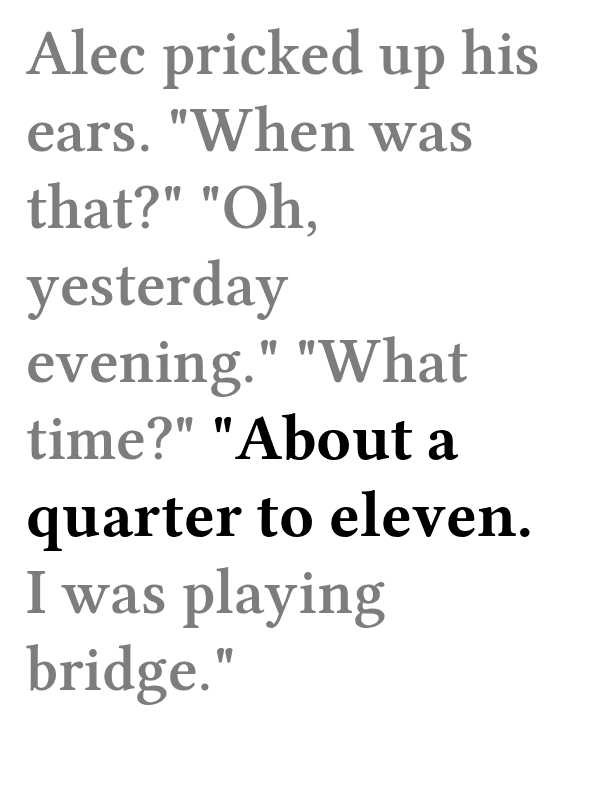 Alec pricked up his
ears. "When was
that?" "Oh,
yesterday
evening." "What
time?" "About a
quarter to eleven.
I was playing
bridge."